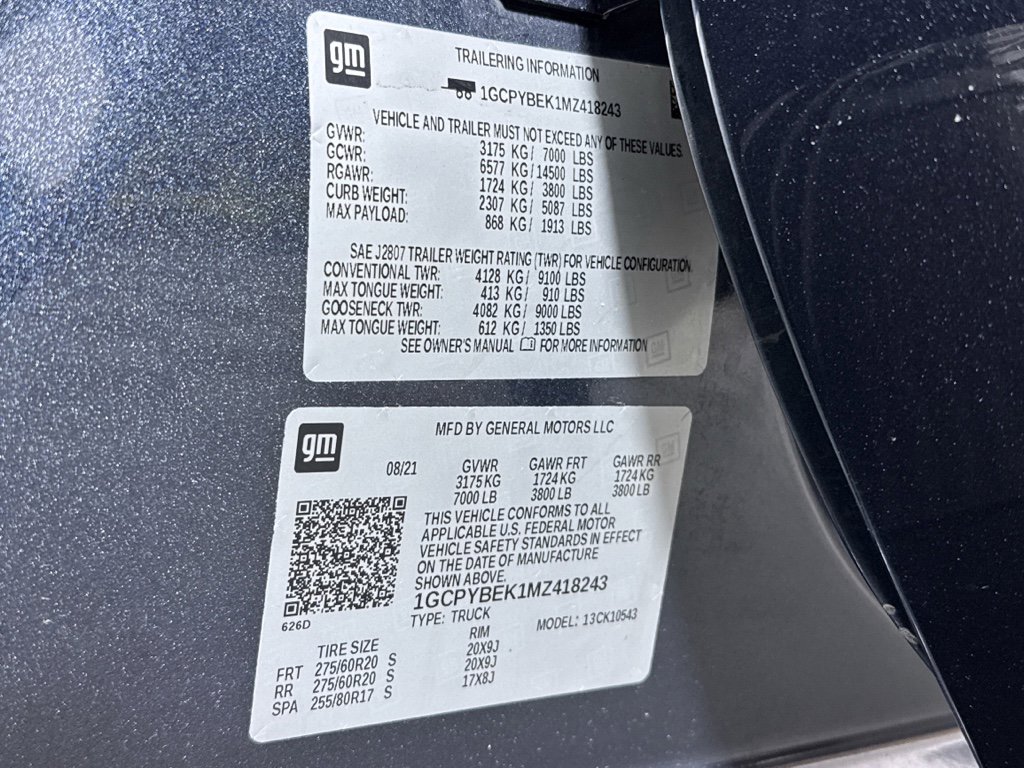 gm
TRAILERING INFORMATION
1GCPYBEK1MZ418243
VEHICLE AND TRAILER MUST NOT EXCEED ANY OF THESE VALUES.
GVWR: 3175 KG/ 7000 LBS
GCWR: 6577 KG/ 14500 LBS
RGAWR: 1724 KG/ 3800 LBS
CURB WEIGHT: 2307 KG/ 5087 LBS
MAX PAYLOAD: 868 KG/ 1913 LBS
SAE J2807 TRAILER WEIGHT RATING (TWR) FOR VEHICLE CONFIGURATION.
CONVENTIONAL TWR: 4128 KG/ 9100 LBS
MAX TONGUE WEIGHT: 413 KG/ 910 LBS
GOOSENECK TWR: 4082 KG/ 9000 LBS
MAX TONGUE WEIGHT: 612 KG/ 1350 LBS
SEE OWNER'S MANUAL FOR MORE INFORMATION
gm
MFD BY GENERAL MOTORS LLC
08/21 GVWR GAWR FRT GAWR RR
3175 KG 1724 KG 1724 KG
7000 LB 3800 LB 3800 LB
THIS VEHICLE CONFORMS TO ALL
APPLICABLE U.S. FEDERAL MOTOR
VEHICLE SAFETY STANDARDS IN EFFECT
ON THE DATE OF MANUFACTURE
SHOWN ABOVE.
1GCPYBEK1MZ418243
626D
TYPE: TRUCK MODEL: 13CK10543
TIRE SIZE RIM
FRT 275/60R20 S 20X9J
RR 275/60R20 S 20X9J
SPA 255/80R17 S 17X8J